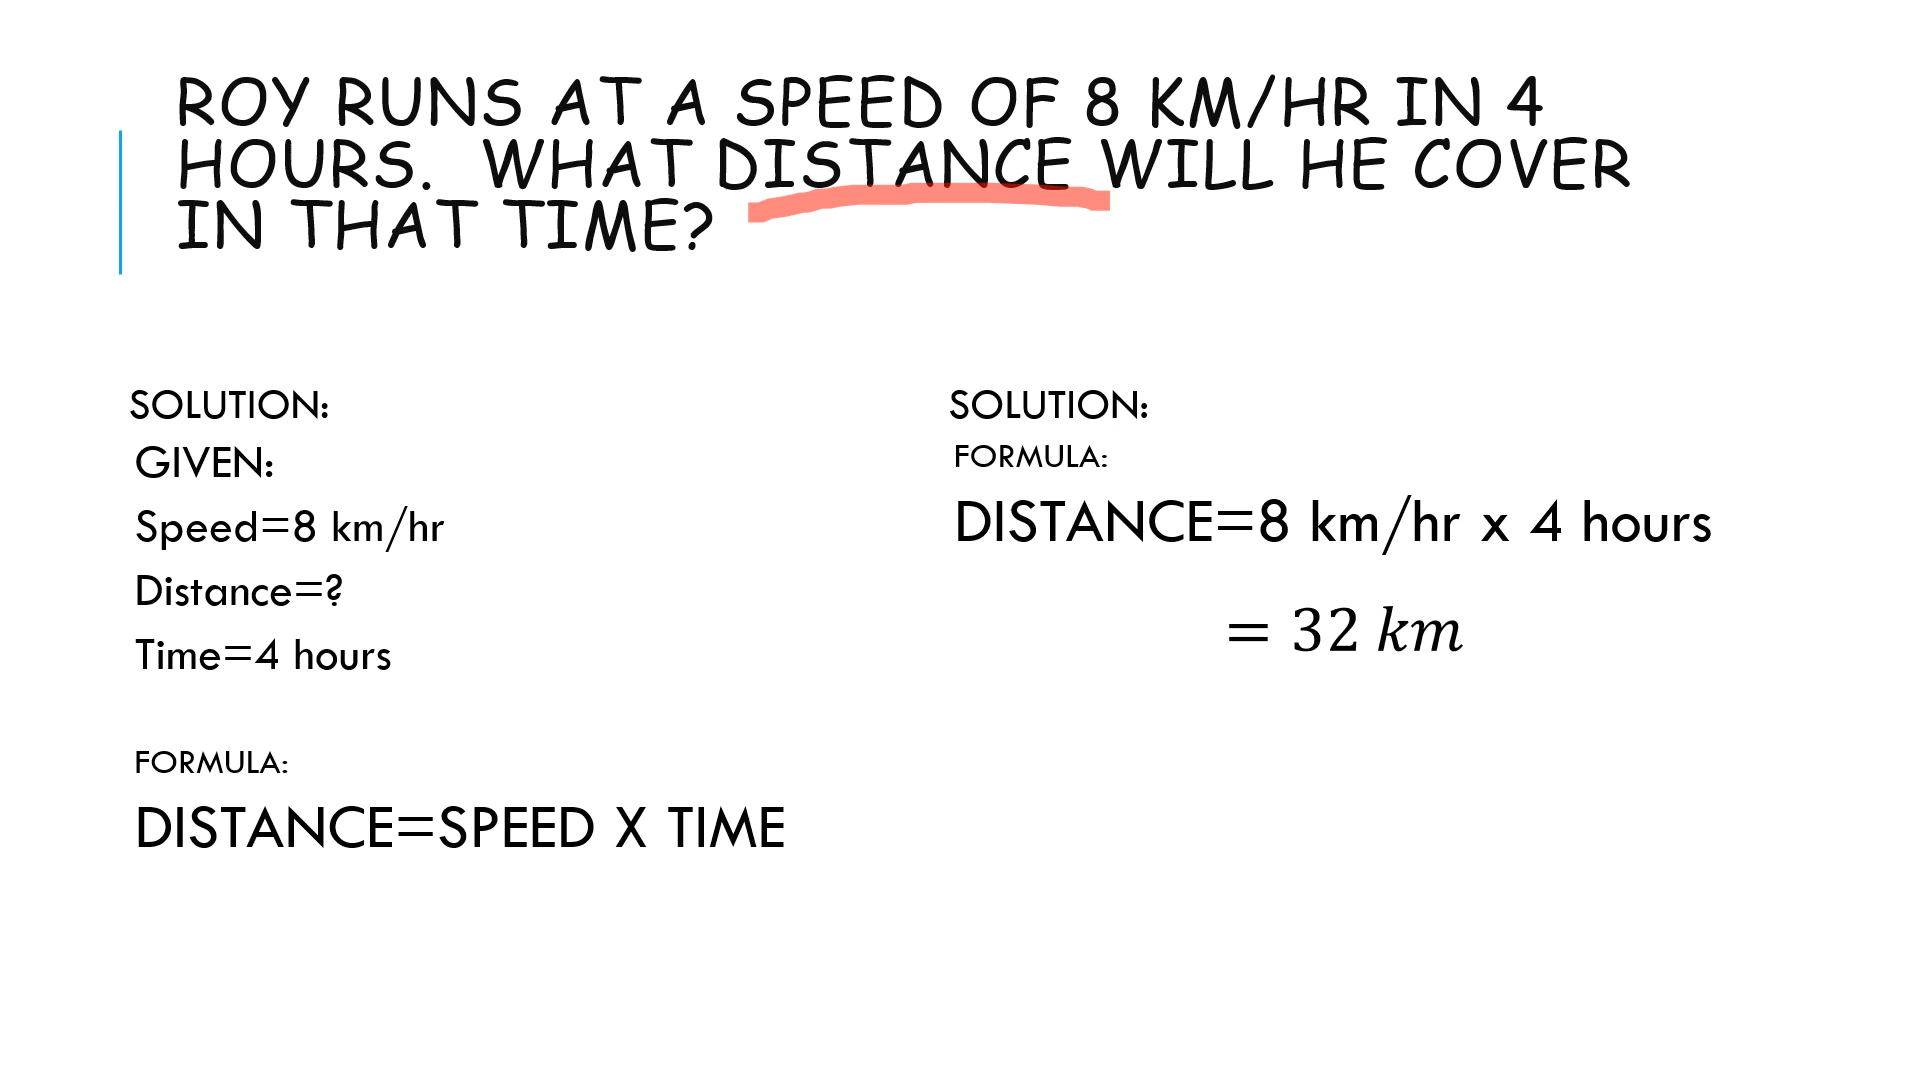 ROY RUNS AT A SPEED OF 8 KM/HR IN 4
HOURS.  WHAT DISTANCE WILL HE COVER
IN THAT TIME?
SOLUTION:
GIVEN:
Speed=8 km/hr
Distance=?
Time=4 hours
FORMULA:
DISTANCE=SPEED X TIME
SOLUTION:
FORMULA:
DISTANCE=8 km/hr x 4 hours
= 32 km